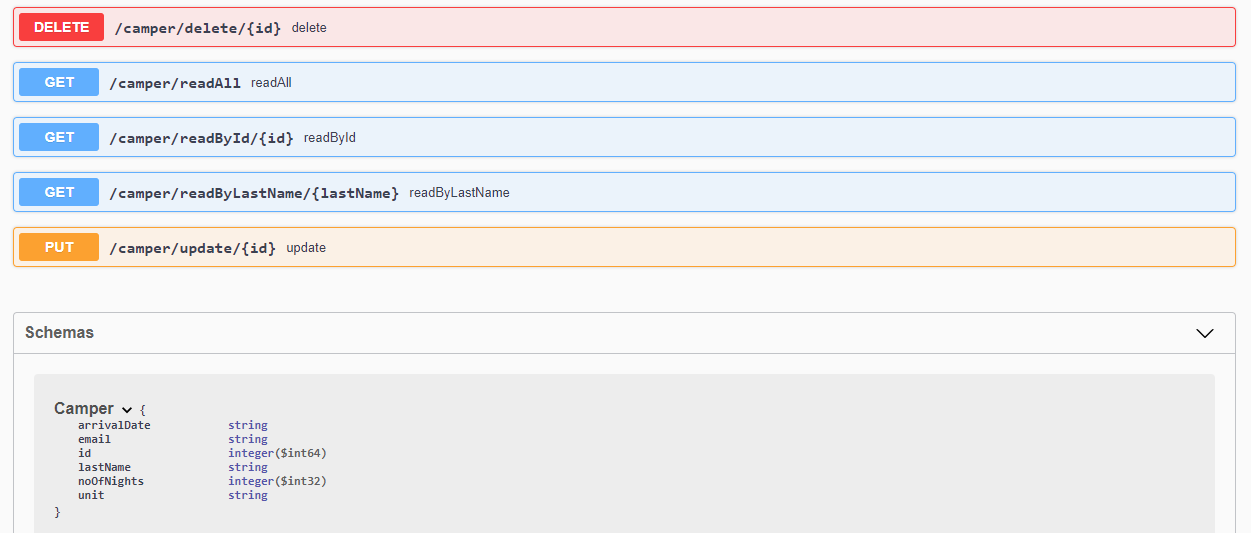 DELETE /camper/delete/{id} delete
GET /camper/readAll readAll
GET /camper/readById/{id} readById
GET /camper/readByLastName/{lastName} readByLastName
PUT /camper/update/{id} update
Schemas
Camper {
arrivalDate string
email string
id integer($int64)
lastName string
noOfNights integer($int32)
unit string
}